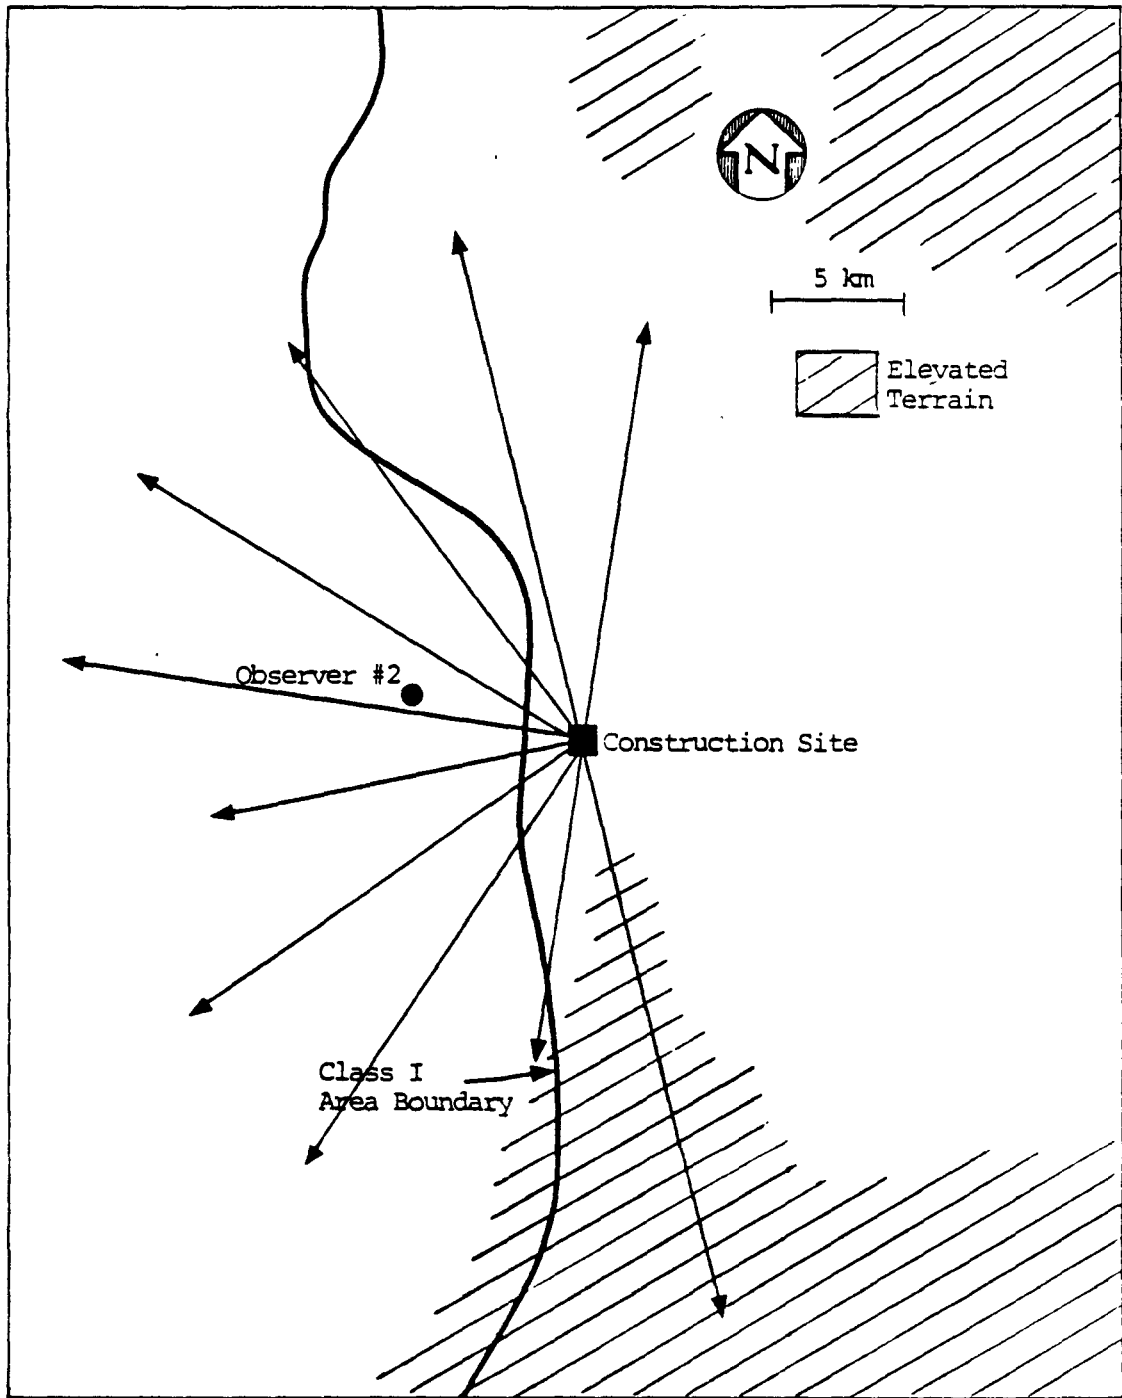 N
5 km
Elevated
Terrain
Observer #2
Construction Site
Class I
Area Boundary